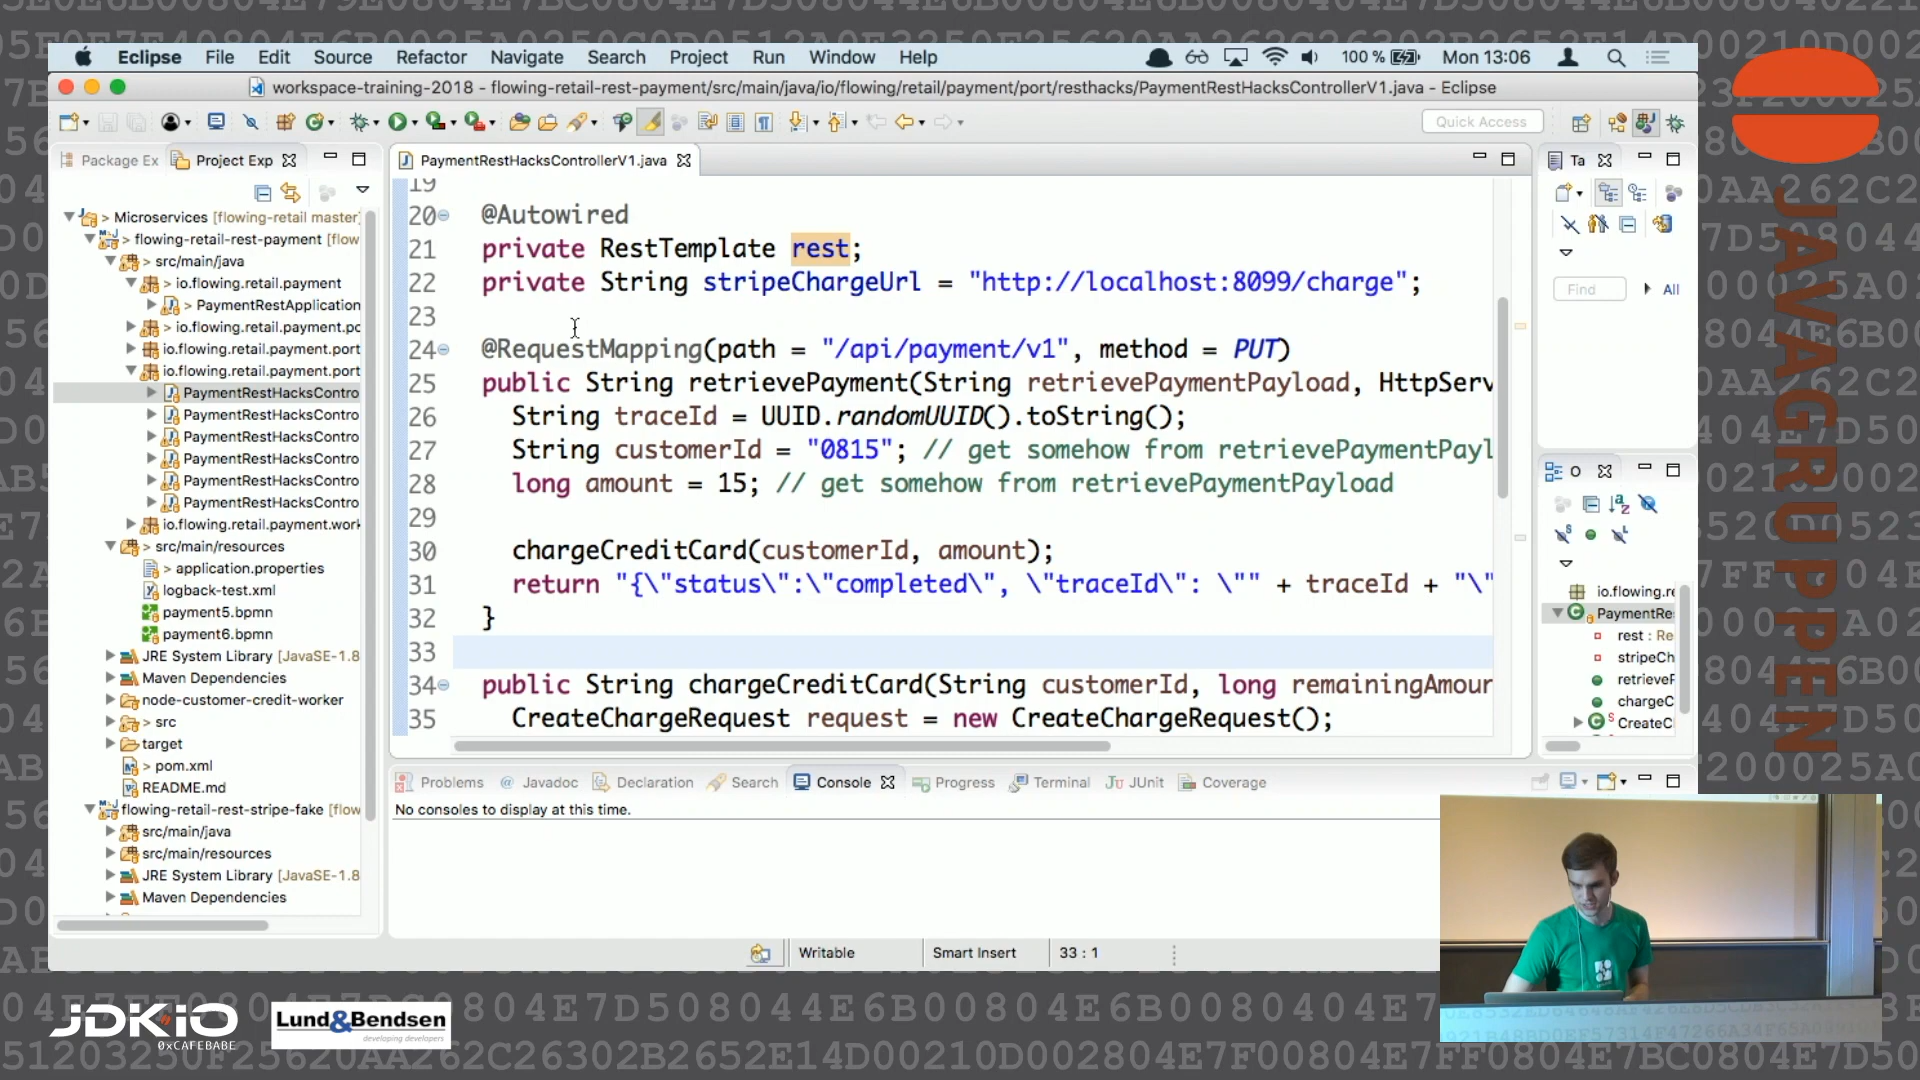 Eclipse File Edit Source Refactor Navigate Search Project Run Window Help 100 % Mon 13:06
workspace-training-2018 - flowing-retail-rest-payment/src/main/java/io/flowing/retail/payment/port/resthacks/PaymentRestHacksControllerV1.java - Eclipse
Quick Access
Package Ex Project Exp
> Microservices [flowing-retail master]
> flowing-retail-rest-payment [flow
> src/main/java
> io.flowing.retail.payment
> PaymentRestApplication
> io.flowing.retail.payment.pc
io.flowing.retail.payment.port
io.flowing.retail.payment.port
PaymentRestHacksContro
PaymentRestHacksContro
PaymentRestHacksContro
PaymentRestHacksContro
PaymentRestHacksContro
PaymentRestHacksContro
io.flowing.retail.payment.work
> src/main/resources
> application.properties
logback-test.xml
payment5.bpmn
payment6.bpmn
JRE System Library [JavaSE-1.8
Maven Dependencies
node-customer-credit-worker
> src
target
> pom.xml
README.md
flowing-retail-rest-stripe-fake [flow
src/main/java
src/main/resources
JRE System Library [JavaSE-1.8
Maven Dependencies
PaymentRestHacksControllerV1.java
19
20 @Autowired
21 private RestTemplate rest;
22 private String stripeChargeUrl = "http://localhost:8099/charge";
23
24 @RequestMapping(path = "/api/payment/v1", method = PUT)
25 public String retrievePayment(String retrievePaymentPayload, HttpServ
26 String traceId = UUID.randomUUID().toString();
27 String customerId = "0815"; // get somehow from retrievePaymentPayl
28 long amount = 15; // get somehow from retrievePaymentPayload
29
30 chargeCreditCard(customerId, amount);
31 return "{\"status\":\"completed\", \"traceId\": \"" + traceId + "\"
32 }
33
34 public String chargeCreditCard(String customerId, long remainingAmour
35 CreateChargeRequest request = new CreateChargeRequest();
Ta
Find All
O
io.flowing.re
PaymentRe
rest : Re
stripeCh
retrieveF
chargeC
CreateC
Problems Javadoc Declaration Search Console Progress Terminal JUnit Coverage
No consoles to display at this time.
Writable Smart Insert 33 : 1
JAVAGRUPPEN
JDK.IO
0xCAFEBABE
Lund&Bendsen
developing developers